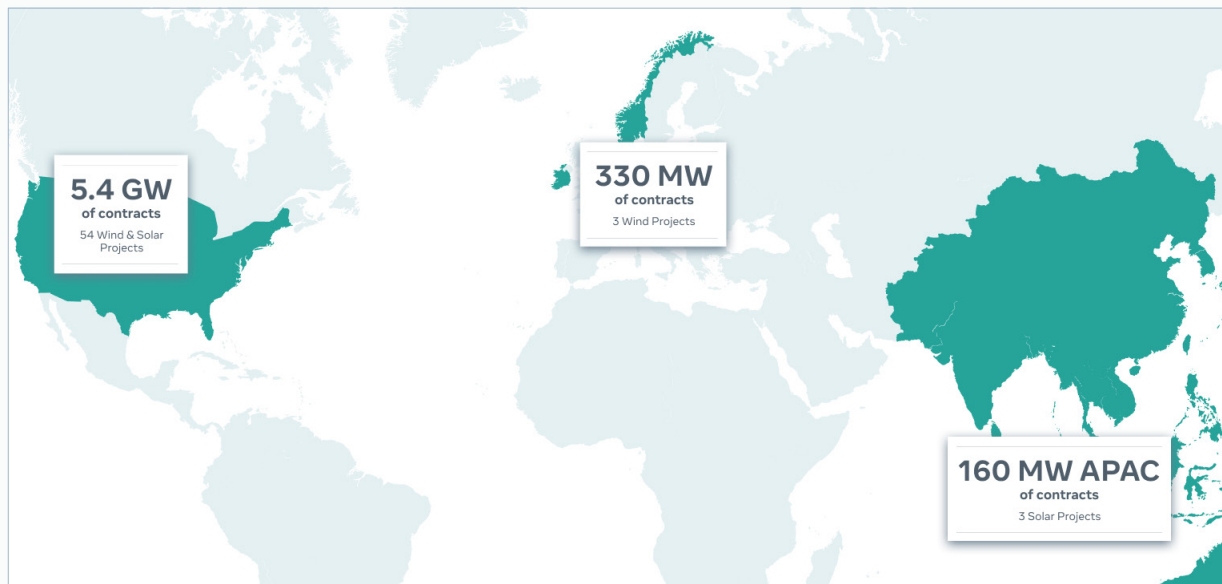 5.4 GW
of contracts
54 Wind & Solar
Projects
330 MW
of contracts
3 Wind Projects
160 MW APAC
of contracts
3 Solar Projects